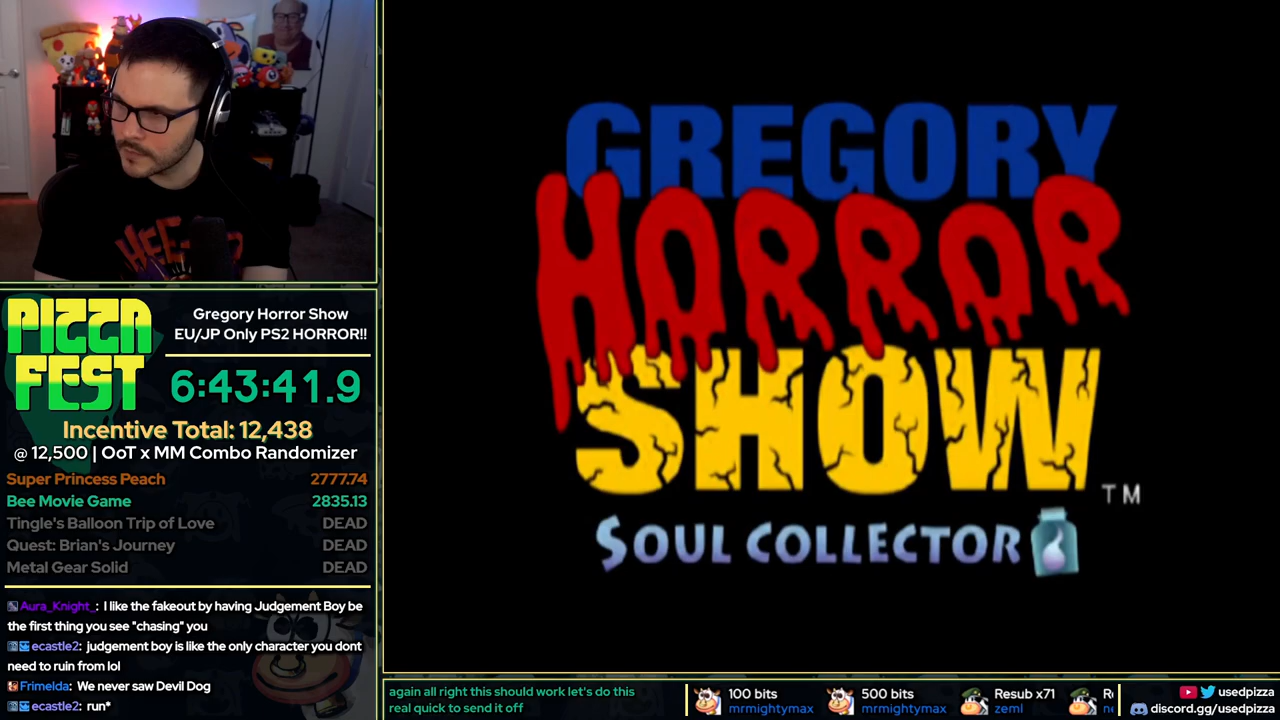 GREGORY
HORROR
SHOW
TM
SOUL COLLECTOR
PIZZA
FEST
Gregory Horror Show
EU/JP Only PS2 HORROR!!
6:43:41.9
Incentive Total: 12,438
@ 12,500 | OoT x MM Combo Randomizer
Super Princess Peach 2777.74
Bee Movie Game 2835.13
Tingle's Balloon Trip of Love DEAD
Quest: Brian's Journey DEAD
Metal Gear Solid DEAD
Aura_Knight_: I like the fakeout by having Judgement Boy be
the first thing you see "chasing" you
ecastle2: judgement boy is like the only character you dont
need to ruin from lol
Frimelda: We never saw Devil Dog
ecastle2: run*
again all right this should work let's do this
real quick to send it off
100 bits
mrmightymax
500 bits
mrmightymax
Resub x71
zeml
usedpizza
discord.gg/usedpizza